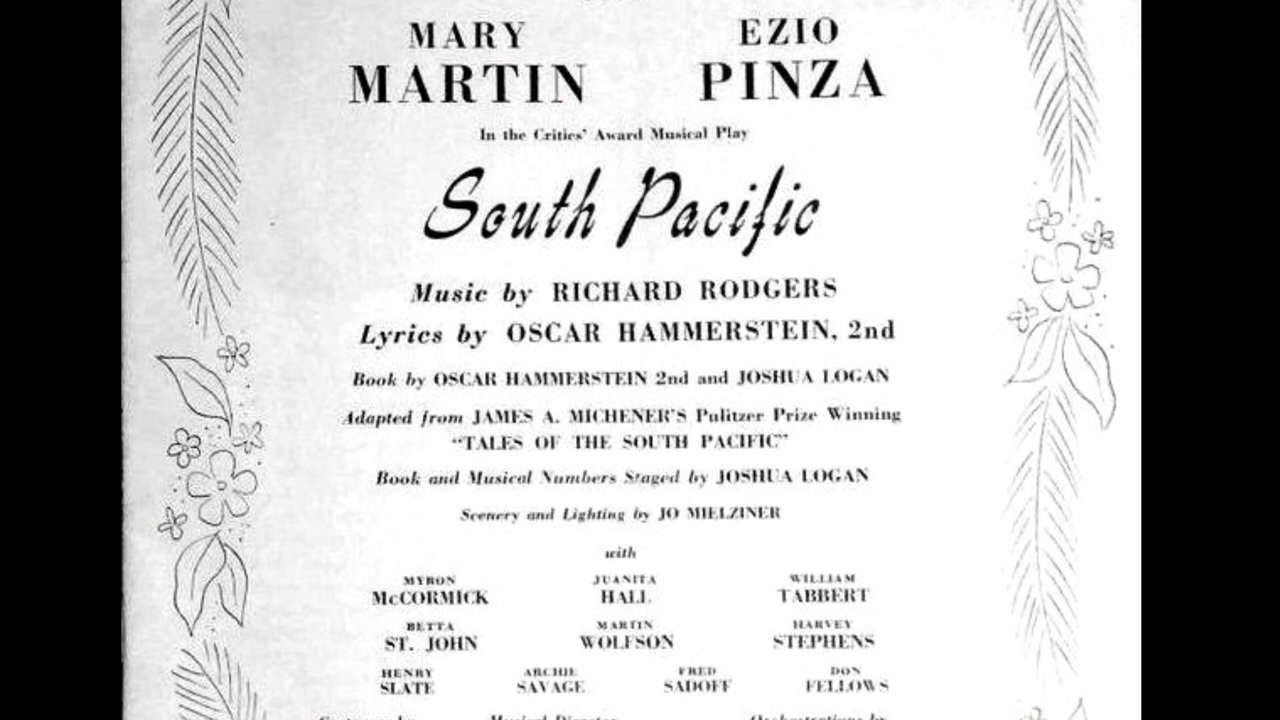 MARY EZIO
MARTIN PINZA
In the Critics' Award Musical Play
South Pacific
Music by RICHARD RODGERS
Lyrics by OSCAR HAMMERSTEIN, 2nd
Book by OSCAR HAMMERSTEIN 2nd and JOSHUA LOGAN
Adapted from JAMES A. MICHENER'S Pulitzer Prize Winning
"TALES OF THE SOUTH PACIFIC"
Book and Musical Numbers Staged by JOSHUA LOGAN
Scenery and Lighting by JO MIELZINER
with
MYRON JUANITA WILLIAM
McCORMICK HALL TABBERT
BETTA MARTIN HARVEY
ST. JOHN WOLFSON STEPHENS
HENRY ARCHIE FRED DON
SLATE SAVAGE SADOFF FELLOWS
Musical Director Orchestrations by